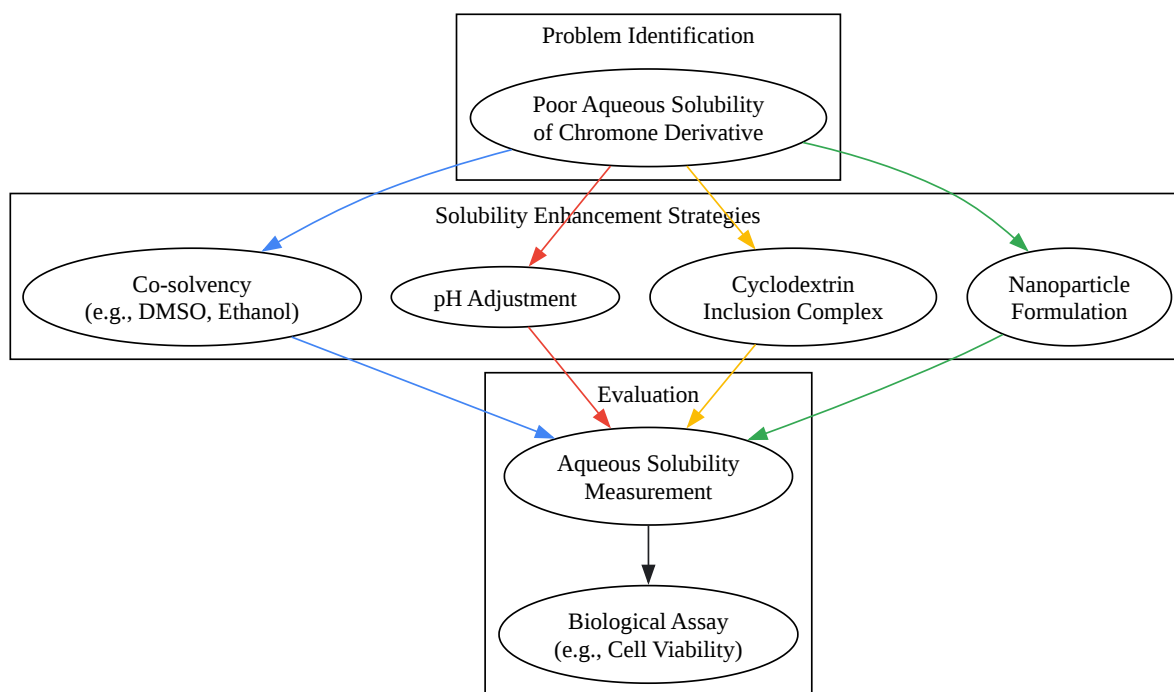 Problem Identification
Poor Aqueous Solubility
of Chromone Derivative
Solubility Enhancement Strategies
Co-solvency
(e.g., DMSO, Ethanol)
pH Adjustment
Cyclodextrin
Inclusion Complex
Nanoparticle
Formulation
Evaluation
Aqueous Solubility
Measurement
Biological Assay
(e.g., Cell Viability)